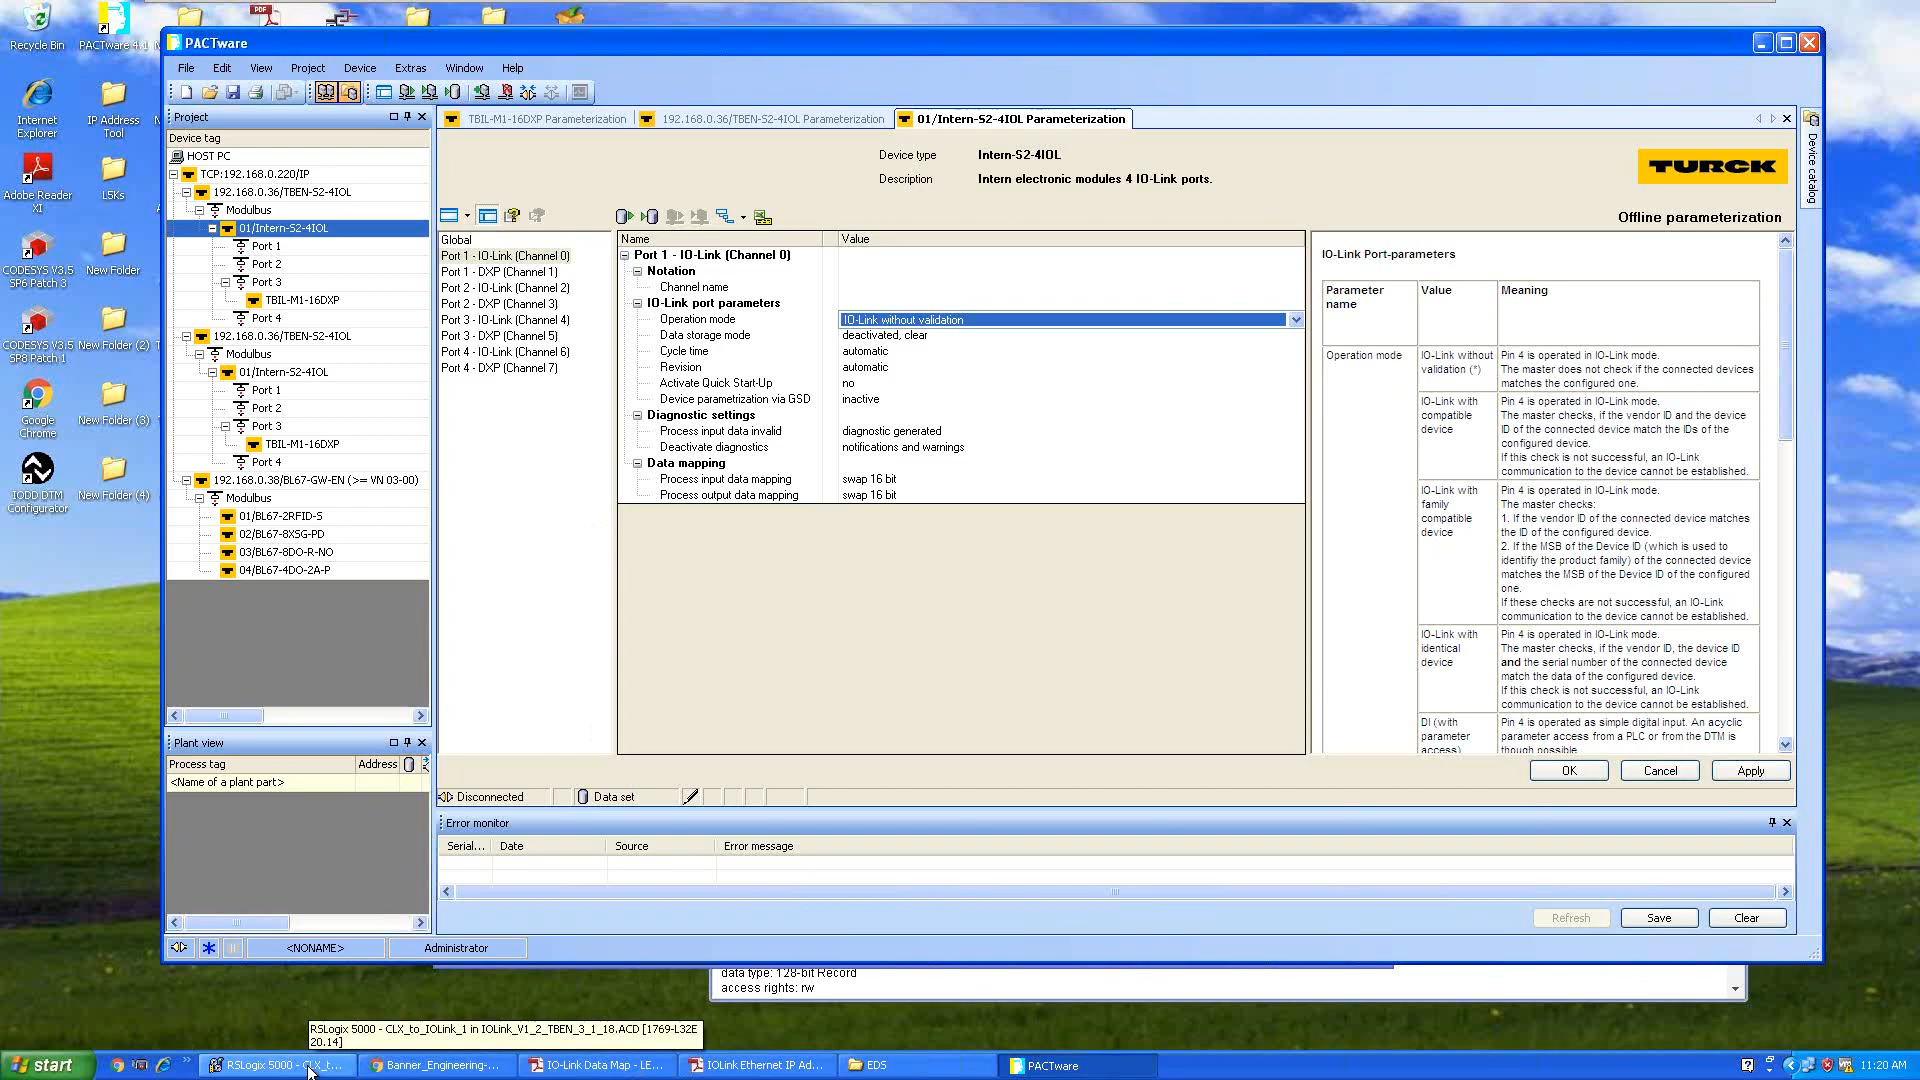 Recycle Bin
PACTware 4.1
Internet
Explorer
IP Address
Tool
Adobe Reader
XI
L5Ks
CODESYS V3.5
SP6 Patch 3
New Folder
CODESYS V3.5
SP8 Patch 1
New Folder (2)
Google
Chrome
New Folder (3)
IODD DTM
Configurator
New Folder (4)
PACTware
File Edit View Project Device Extras Window Help
Project
Device tag
HOST PC
TCP:192.168.0.220/IP
192.168.0.36/TBEN-S2-4IOL
Modulbus
01/Intern-S2-4IOL
Port 1
Port 2
Port 3
TBIL-M1-16DXP
Port 4
192.168.0.36/TBEN-S2-4IOL
Modulbus
01/Intern-S2-4IOL
Port 1
Port 2
Port 3
TBIL-M1-16DXP
Port 4
192.168.0.38/BL67-GW-EN (>= VN 03-00)
Modulbus
01/BL67-2RFID-S
02/BL67-8XSG-PD
03/BL67-8DO-R-NO
04/BL67-4DO-2A-P
Plant view
Process tag Address
<Name of a plant part>
TBIL-M1-16DXP Parameterization 192.168.0.36/TBEN-S2-4IOL Parameterization 01/Intern-S2-4IOL Parameterization
Device catalog
Device type Intern-S2-4IOL
Description Intern electronic modules 4 IO-Link ports.
TURCK
Offline parameterization
Global
Port 1 - IO-Link (Channel 0)
Port 1 - DXP (Channel 1)
Port 2 - IO-Link (Channel 2)
Port 2 - DXP (Channel 3)
Port 3 - IO-Link (Channel 4)
Port 3 - DXP (Channel 5)
Port 4 - IO-Link (Channel 6)
Port 4 - DXP (Channel 7)
Name Value
Port 1 - IO-Link (Channel 0)
Notation
Channel name
IO-Link port parameters
Operation mode IO-Link without validation
Data storage mode deactivated, clear
Cycle time automatic
Revision automatic
Activate Quick Start-Up no
Device parametrization via GSD inactive
Diagnostic settings
Process input data invalid diagnostic generated
Deactivate diagnostics notifications and warnings
Data mapping
Process input data mapping swap 16 bit
Process output data mapping swap 16 bit
IO-Link Port-parameters
Parameter name Value Meaning
Operation mode
IO-Link without
validation (*)
Pin 4 is operated in IO-Link mode.
The master does not check if the connected devices
matches the configured one.
IO-Link with
compatible
device
Pin 4 is operated in IO-Link mode.
The master checks, if the vendor ID and the device
ID of the connected device match the IDs of the
configured device.
If this check is not successful, an IO-Link
communication to the device cannot be established.
IO-Link with
family
compatible
device
Pin 4 is operated in IO-Link mode.
The master checks:
1. If the vendor ID of the connected device matches
the ID of the configured device.
2. If the MSB of the Device ID (which is used to
identifiy the product family) of the connected device
matches the MSB of the Device ID of the configured
one.
If these checks are not successful, an IO-Link
communication to the device cannot be established.
IO-Link with
identical
device
Pin 4 is operated in IO-Link mode.
The master checks, if the vendor ID, the device ID
and the serial number of the connected device
match the data of the configured device.
If this check is not successful, an IO-Link
communication to the device cannot be established.
DI (with
parameter
access)
Pin 4 is operated as simple digital input. An acyclic
parameter access from a PLC or from the DTM is
though possible
OK Cancel Apply
Disconnected Data set
Error monitor
Serial... Date Source Error message
Refresh Save Clear
<NONAME> Administrator
data type: 128-bit Record
access rights: rw
RSLogix 5000 - CLX_to_IOLink_1 in IOLink_V1_2_TBEN_3_1_18.ACD [1769-L32E
20.14]
start
RSLogix 5000 - CLX_t...
Banner_Engineering-...
IO-Link Data Map - LE...
IOLink Ethernet IP Ad...
EDS
PACTware
11:20 AM